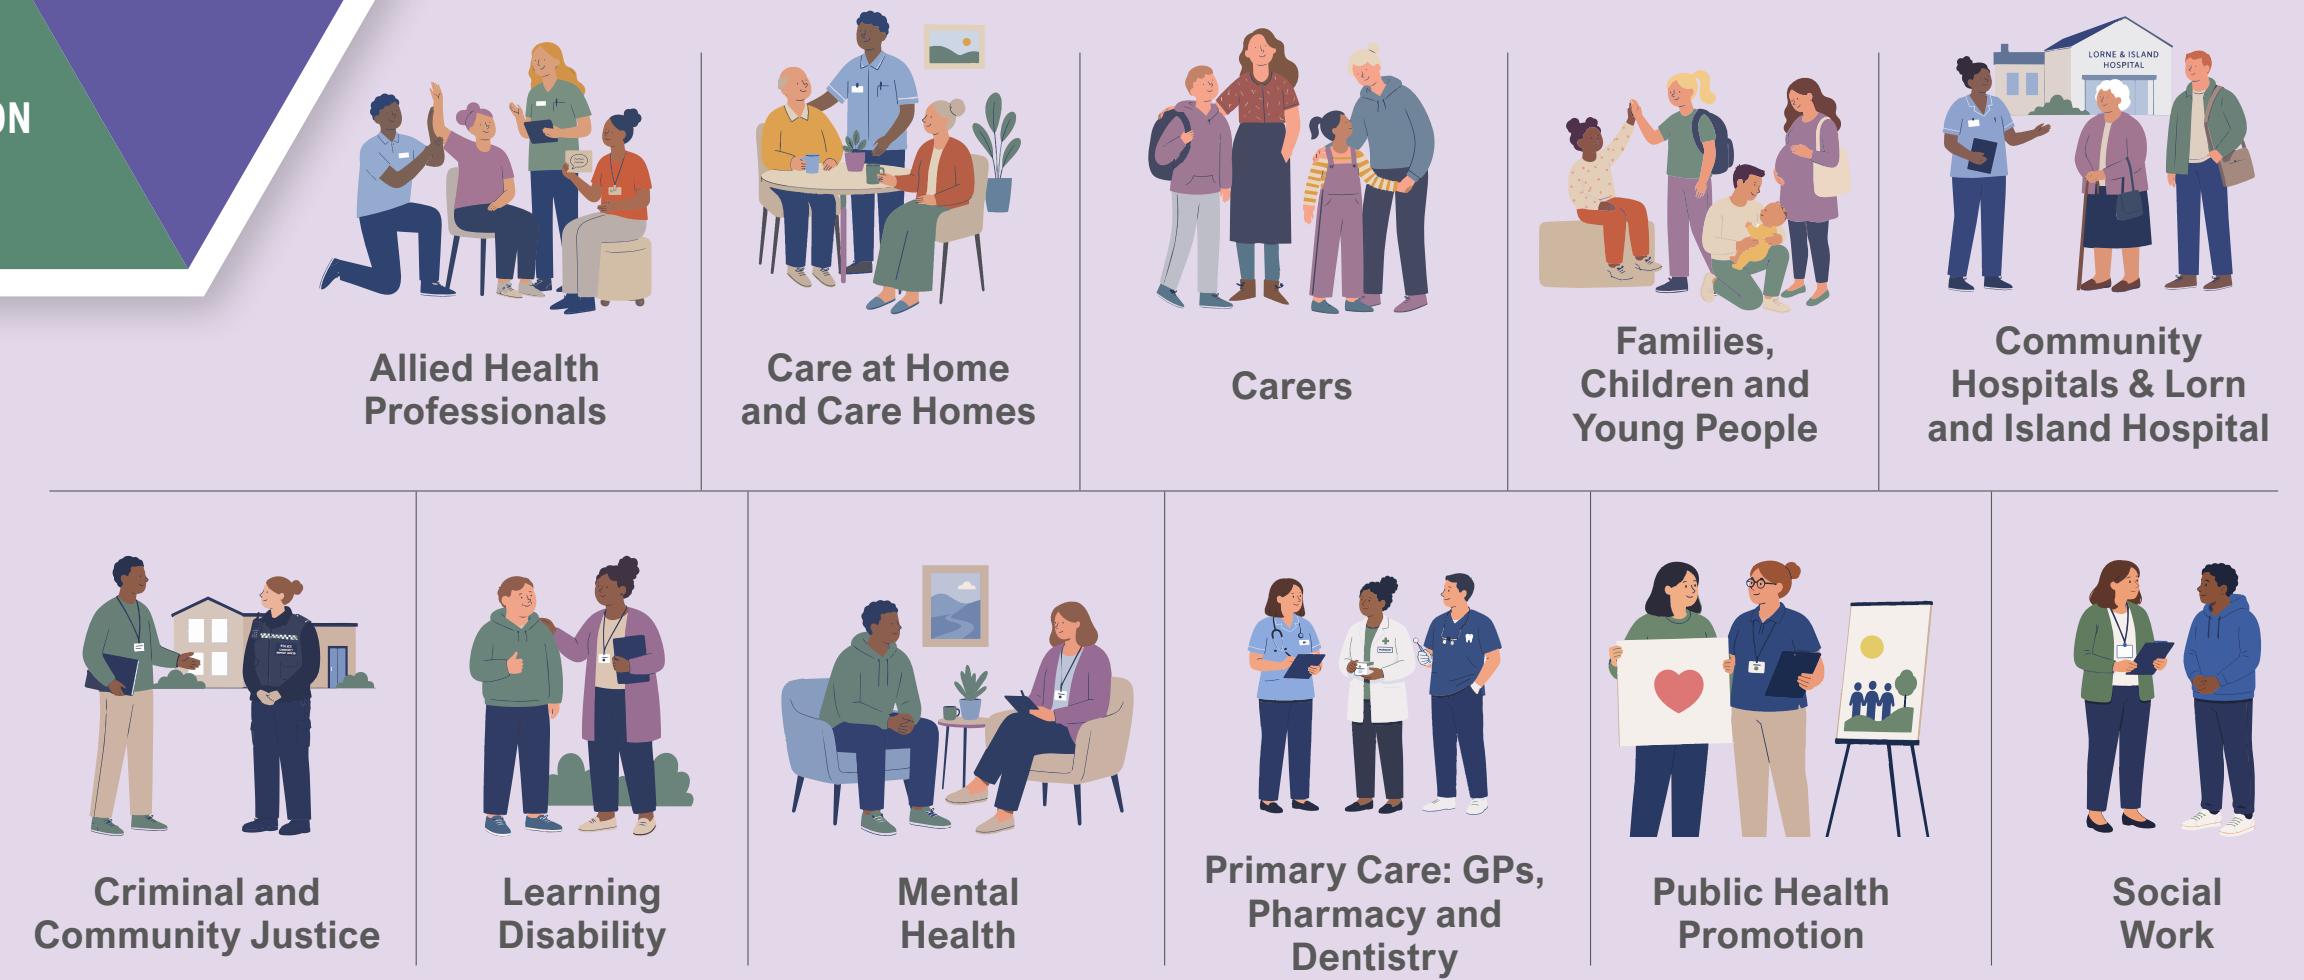 ON
LORNE & ISLAND
HOSPITAL
Allied Health
Professionals
Care at Home
and Care Homes
Carers
Families,
Children and
Young People
Community
Hospitals & Lorn
and Island Hospital
POLICE
Criminal and
Community Justice
Learning
Disability
Mental
Health
Primary Care: GPs,
Pharmacy and
Dentistry
Public Health
Promotion
Social
Work